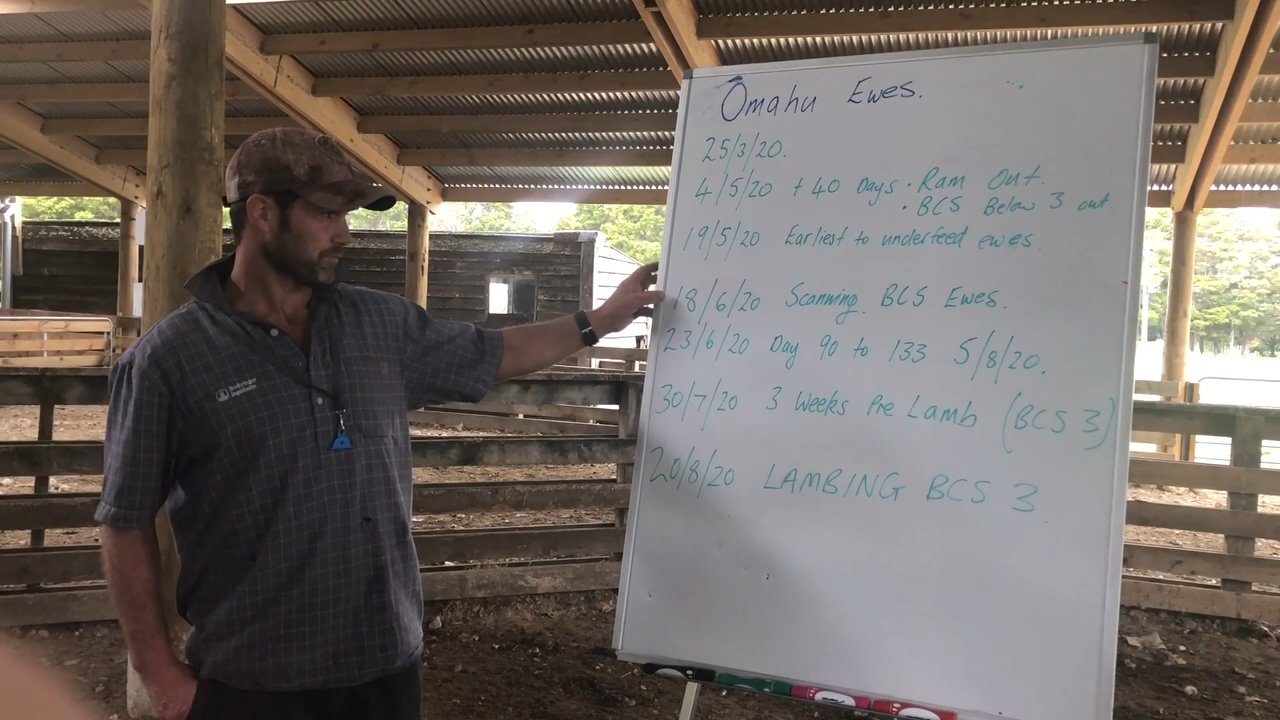 Omahu Ewes.
25/3/20.
4/5/20 + 40 Days · Ram Out.
· BCS Below 3 out.
19/5/20 Earliest to underfeed ewes.
18/6/20 Scanning. BCS Ewes.
23/6/20 Day 90 to 133 5/8/20.
30/7/20 3 Weeks Pre Lamb (BCS 3)
20/8/20 LAMBING BCS 3.
Boehringer
Ingelheim